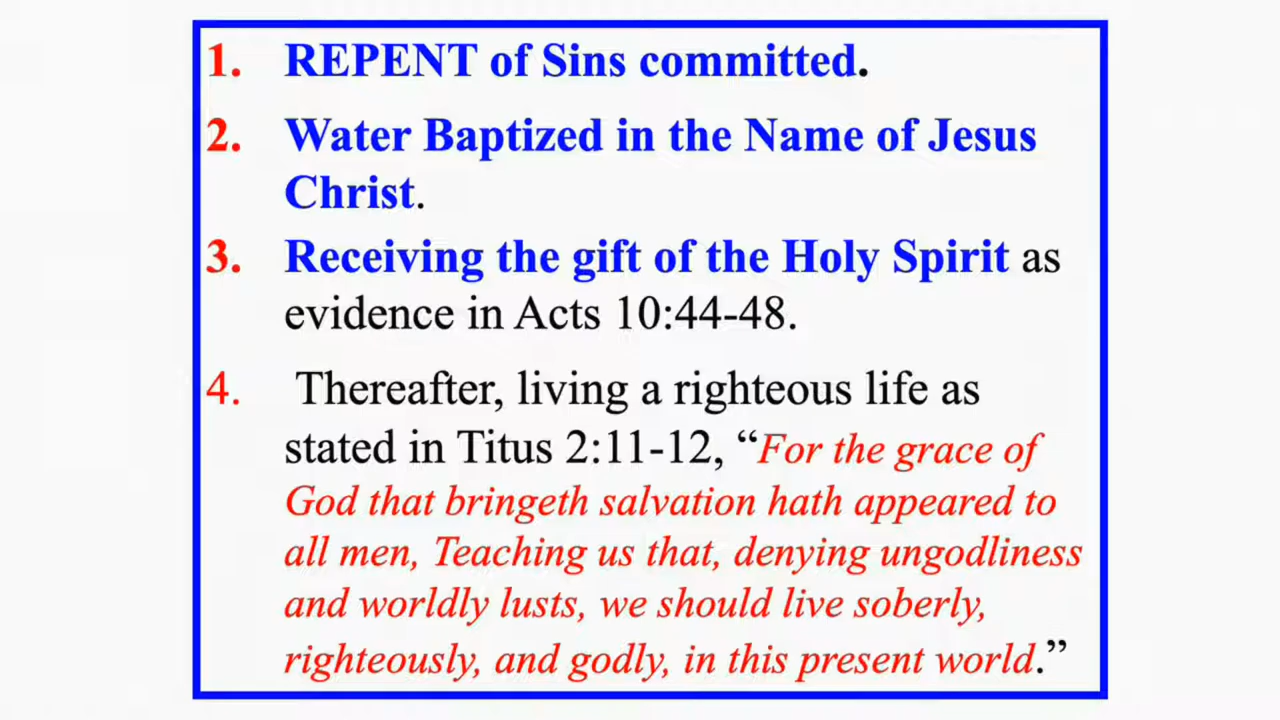 1. REPENT of Sins committed.
2. Water Baptized in the Name of Jesus
Christ.
3. Receiving the gift of the Holy Spirit as
evidence in Acts 10:44-48.
4. Thereafter, living a righteous life as
stated in Titus 2:11-12, “For the grace of
God that bringeth salvation hath appeared to
all men, Teaching us that, denying ungodliness
and worldly lusts, we should live soberly,
righteously, and godly, in this present world.”